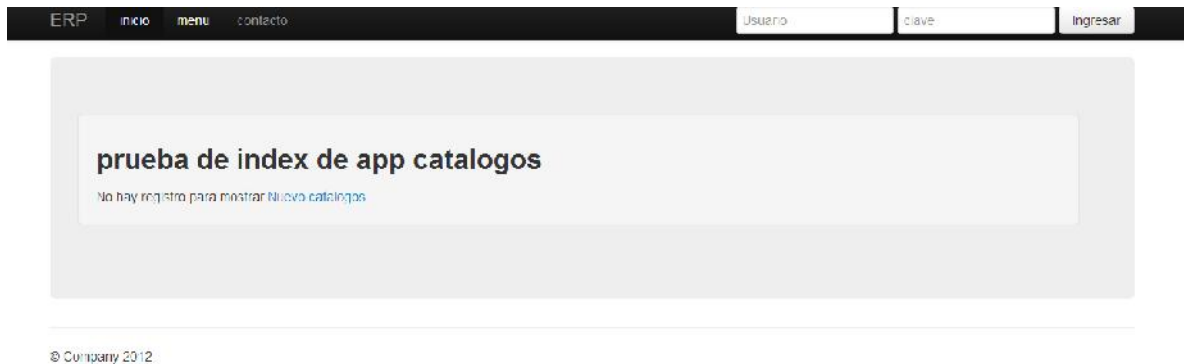 ERP inicio menu contacto Usuario clave Ingresar
prueba de index de app catalogos
No hay registro para mostrar Nuevo catalogos
© Company 2012